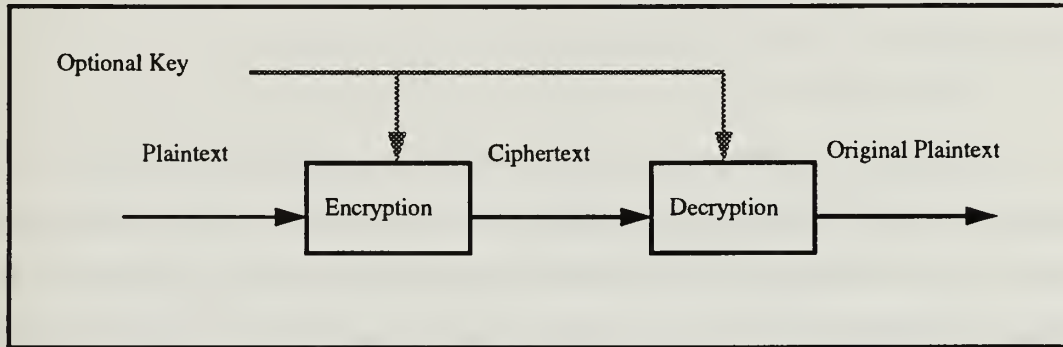 Optional Key
Plaintext
Ciphertext
Original Plaintext
Encryption
Decryption